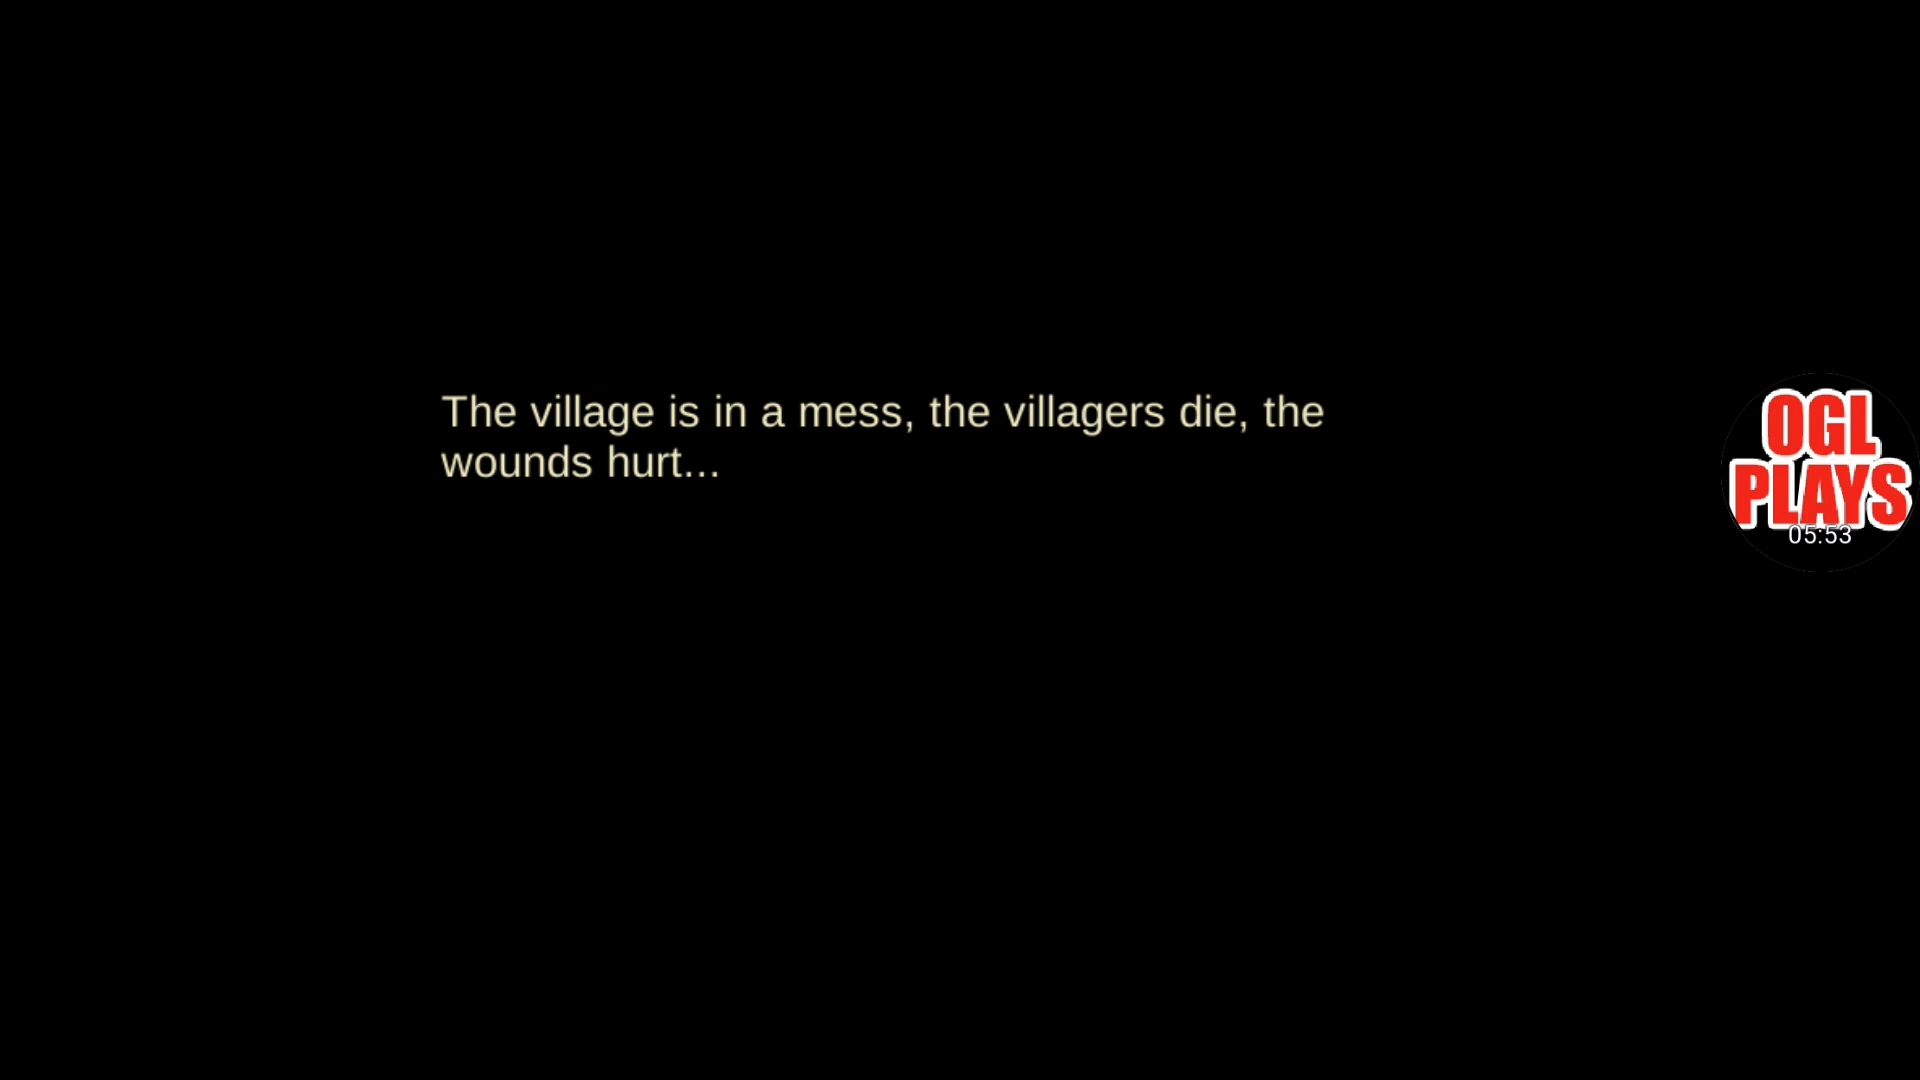 The village is in a mess, the villagers die, the
wounds hurt...
OGL
PLAYS
05:53